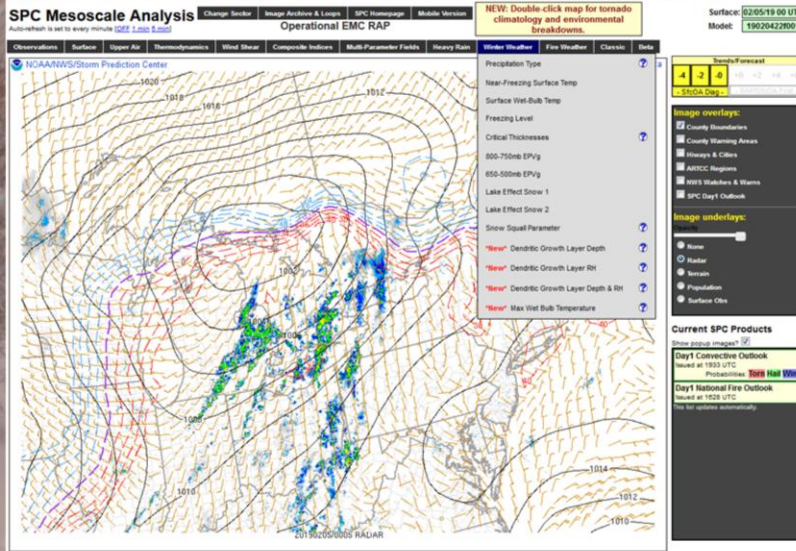 SPC Mesoscale Analysis
Change Sector
Image Archive & Loops
SPC Homepage
Mobile Version
Auto-refresh is set to every minute [OFF 1 min 5 min]
Operational EMC RAP
NEW: Double-click map for tornado
climatology and environmental
breakdowns.
Surface: 02/05/19 00 UT
Model: 19020422f00
Observations
Surface
Upper Air
Thermodynamics
Wind Shear
Composite Indices
Multi-Parameter Fields
Heavy Rain
Winter Weather
Fire Weather
Classic
Beta
NOAA/NWS/Storm Prediction Center
Precipitation Type ?
Near-Freezing Surface Temp
Surface Wet-Bulb Temp
Freezing Level
Critical Thicknesses ?
800-750mb EPVg
650-500mb EPVg
Lake Effect Snow 1
Lake Effect Snow 2
Snow Squall Parameter ?
*New* Dendritic Growth Layer Depth ?
*New* Dendritic Growth Layer RH ?
*New* Dendritic Growth Layer Depth & RH ?
*New* Max Wet Bulb Temperature ?
Trends/Forecast
-4 -2 -0 +0 +2 +4
- SfcOA Diag -
Image overlays:
County Boundaries
County Warning Areas
Hiways & Cities
ARTCC Regions
NWS Watches & Warns
SPC Day1 Outlook
Image underlays:
Opacity
None
Radar
Terrain
Population
Surface Obs
Current SPC Products
Show popup images?
Day1 Convective Outlook
Issued at 1933 UTC
Probabilities: Torn Hail Win
Day1 National Fire Outlook
Issued at 1628 UTC
This list updates automatically.
1020
1018
1016
1012
1002
1008
1010
1014
1012
1010
20190205/0005 RADAR